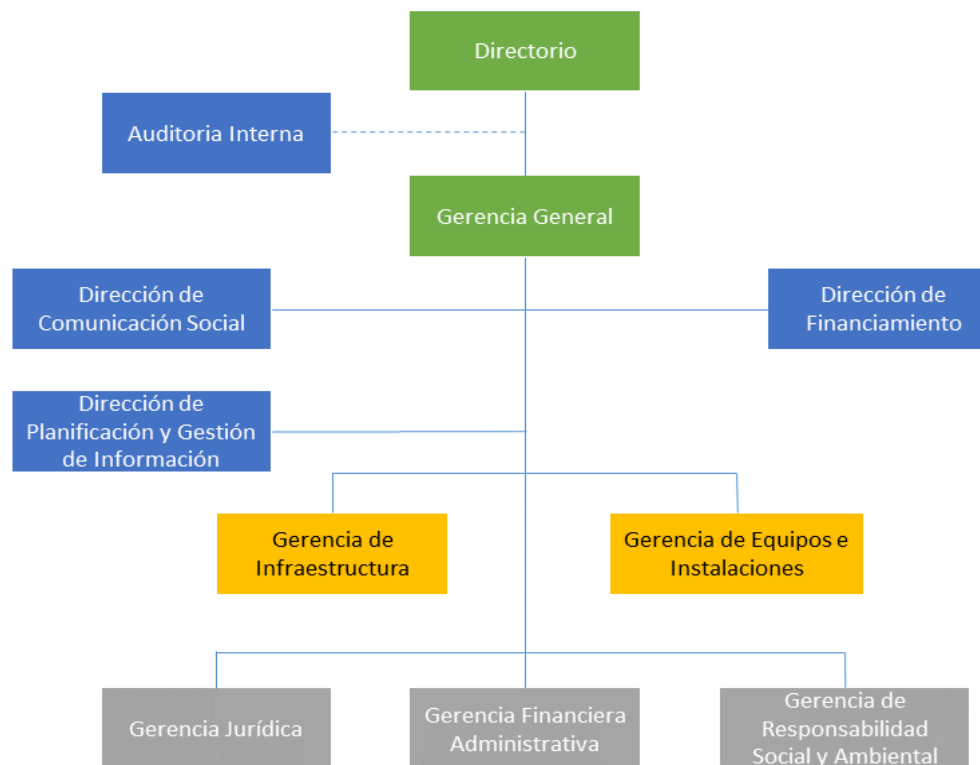 Directorio
Auditoria Interna
Gerencia General
Dirección de
Comunicación Social
Dirección de
Financiamiento
Dirección de
Planificación y Gestión
de Información
Gerencia de
Infraestructura
Gerencia de Equipos e
Instalaciones
Gerencia Jurídica
Gerencia Financiera
Administrativa
Gerencia de
Responsabilidad
Social y Ambiental